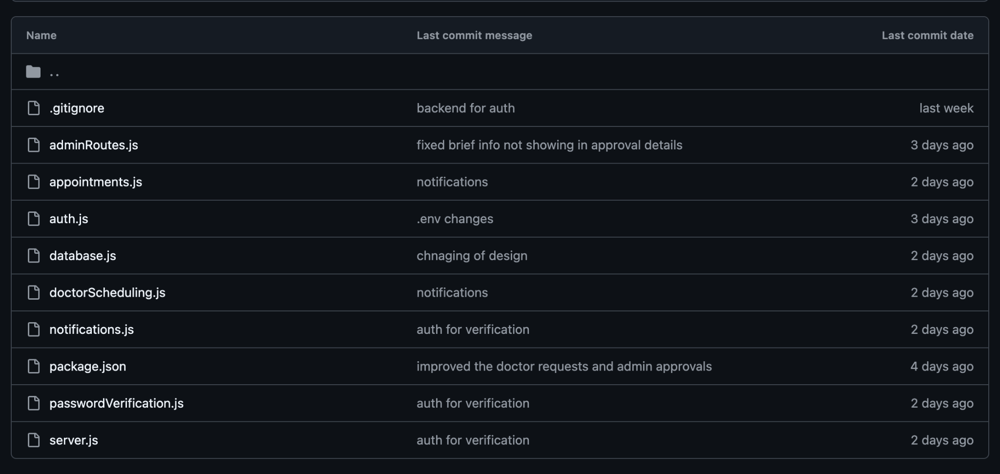 Name Last commit message Last commit date
..
.gitignore backend for auth last week
adminRoutes.js fixed brief info not showing in approval details 3 days ago
appointments.js notifications 2 days ago
auth.js .env changes 3 days ago
database.js chnaging of design 2 days ago
doctorScheduling.js notifications 2 days ago
notifications.js auth for verification 2 days ago
package.json improved the doctor requests and admin approvals 4 days ago
passwordVerification.js auth for verification 2 days ago
server.js auth for verification 2 days ago